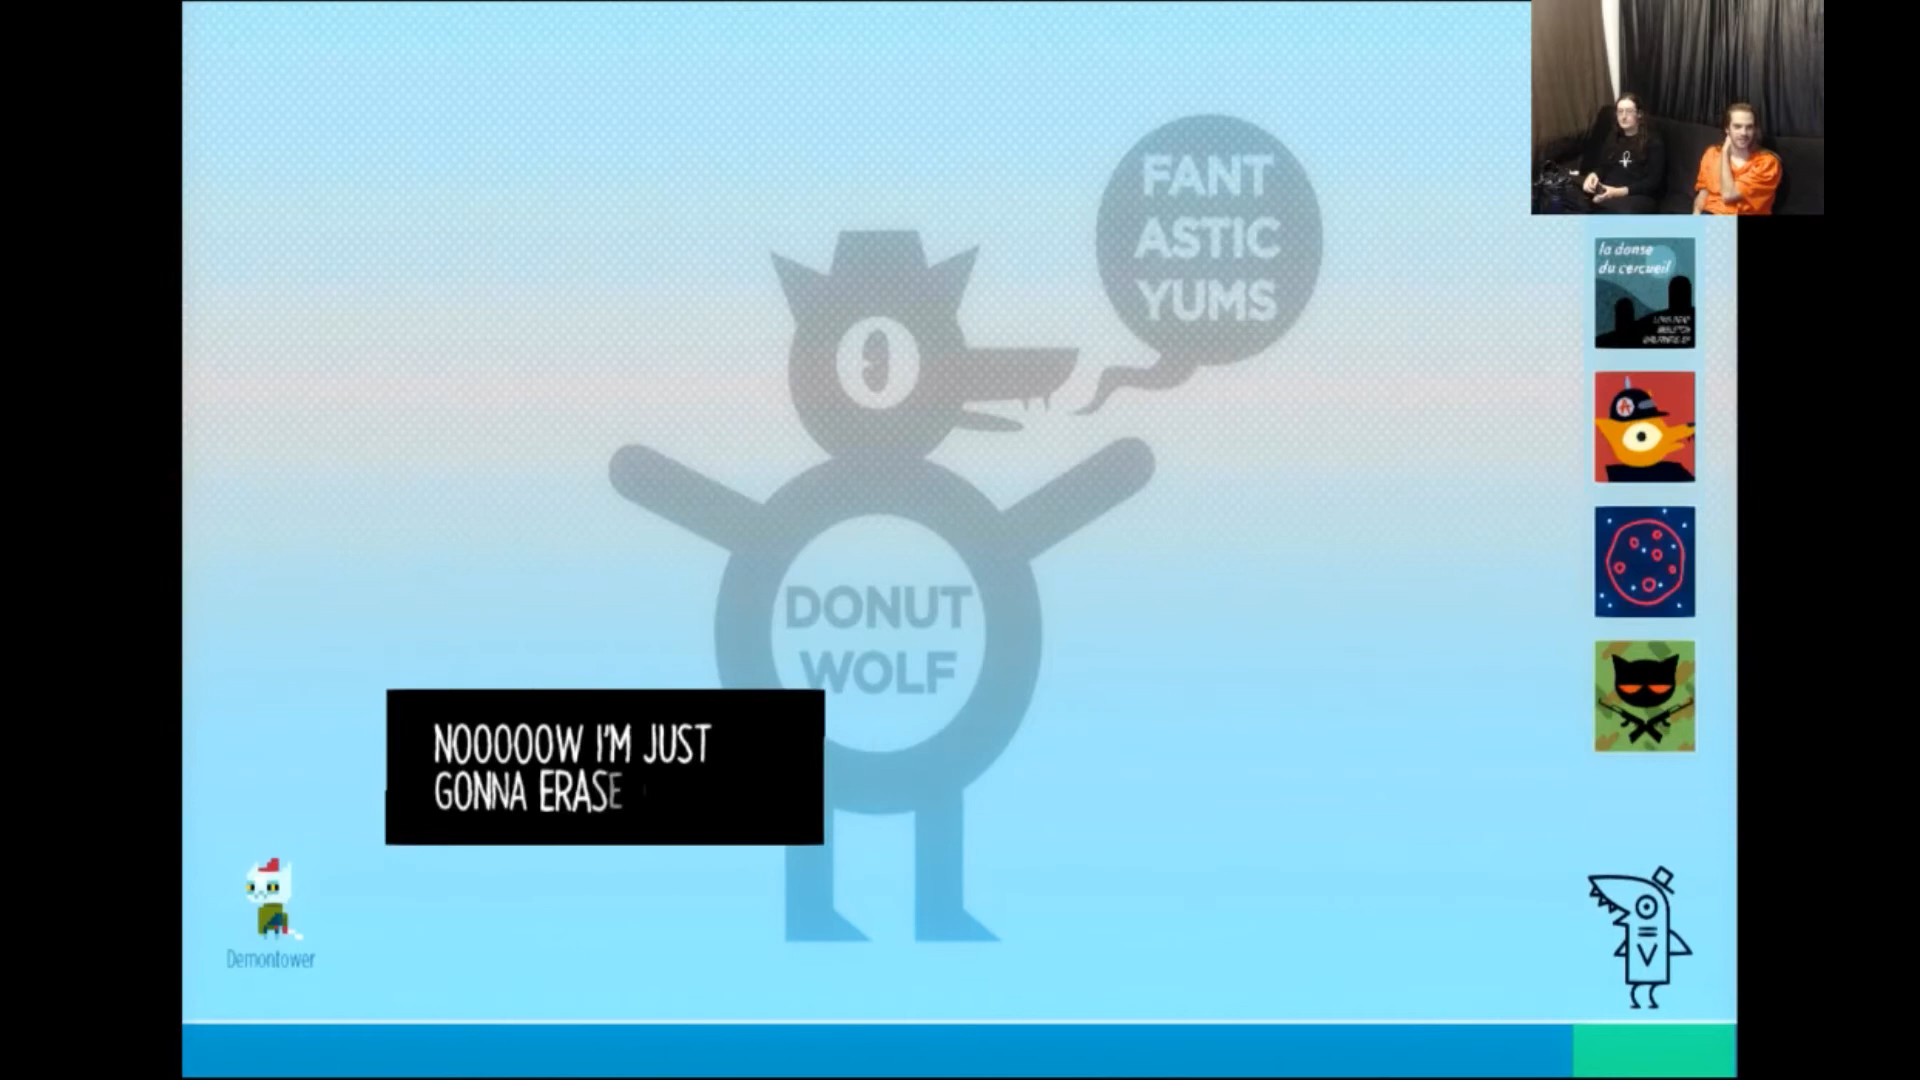 FANT
ASTIC
YUMS
la danse
du cercueil
DONUT
WOLF
NOOOOOW I'M JUST
GONNA ERASE
Demontower